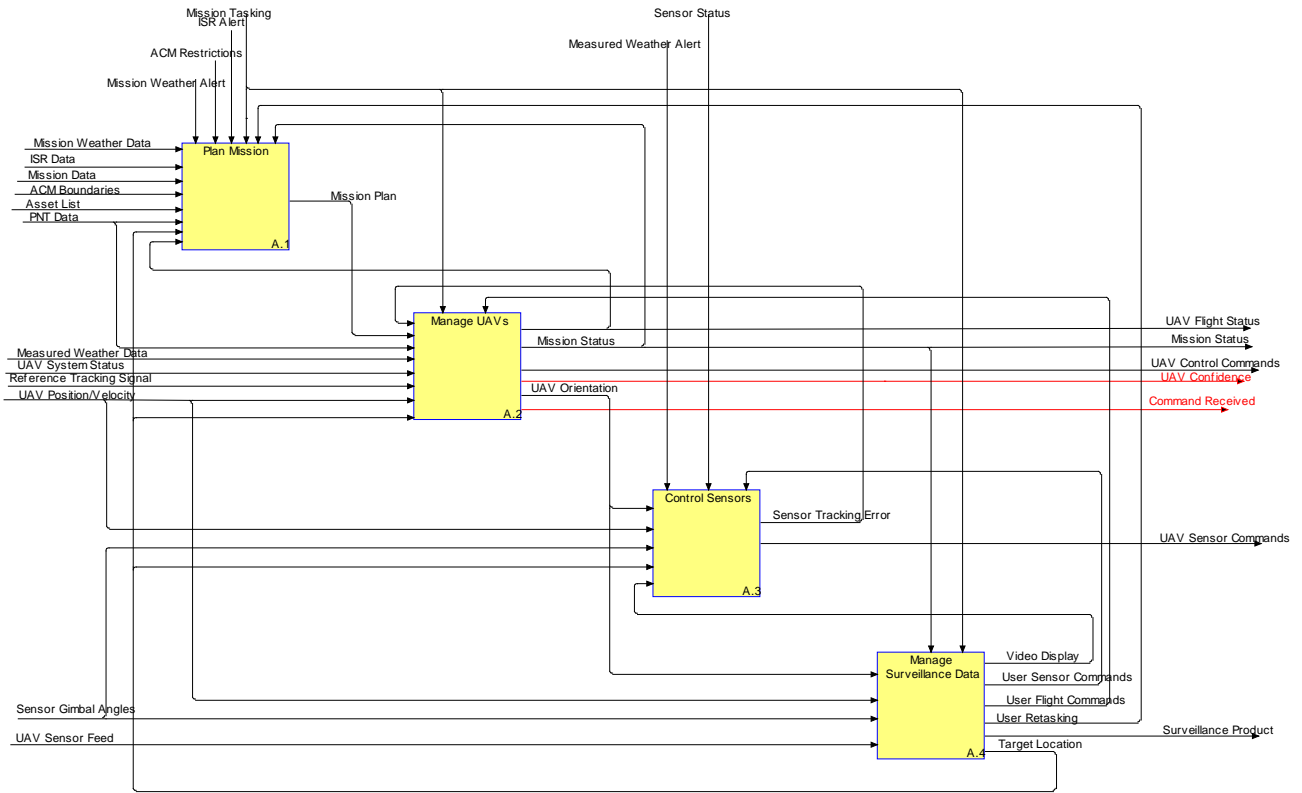 Mission Tasking
Sensor Status
ISR Alert
Measured Weather Alert
ACM Restrictions
Mission Weather Alert
Mission Weather Data
Plan Mission
ISR Data
Mission Data
ACM Boundaries
Mission Plan
Asset List
PNT Data
A.1
Manage UAVs
UAV Flight Status
Mission Status
Mission Status
Measured Weather Data
UAV System Status
UAV Control Commands
Reference Tracking Signal
UAV Confidence
UAV Orientation
UAV Position/Velocity
Command Received
A.2
Control Sensors
Sensor Tracking Error
UAV Sensor Commands
A.3
Manage
Surveillance Data
Video Display
User Sensor Commands
User Flight Commands
Sensor Gimbal Angles
User Retasking
Surveillance Product
UAV Sensor Feed
Target Location
A.4